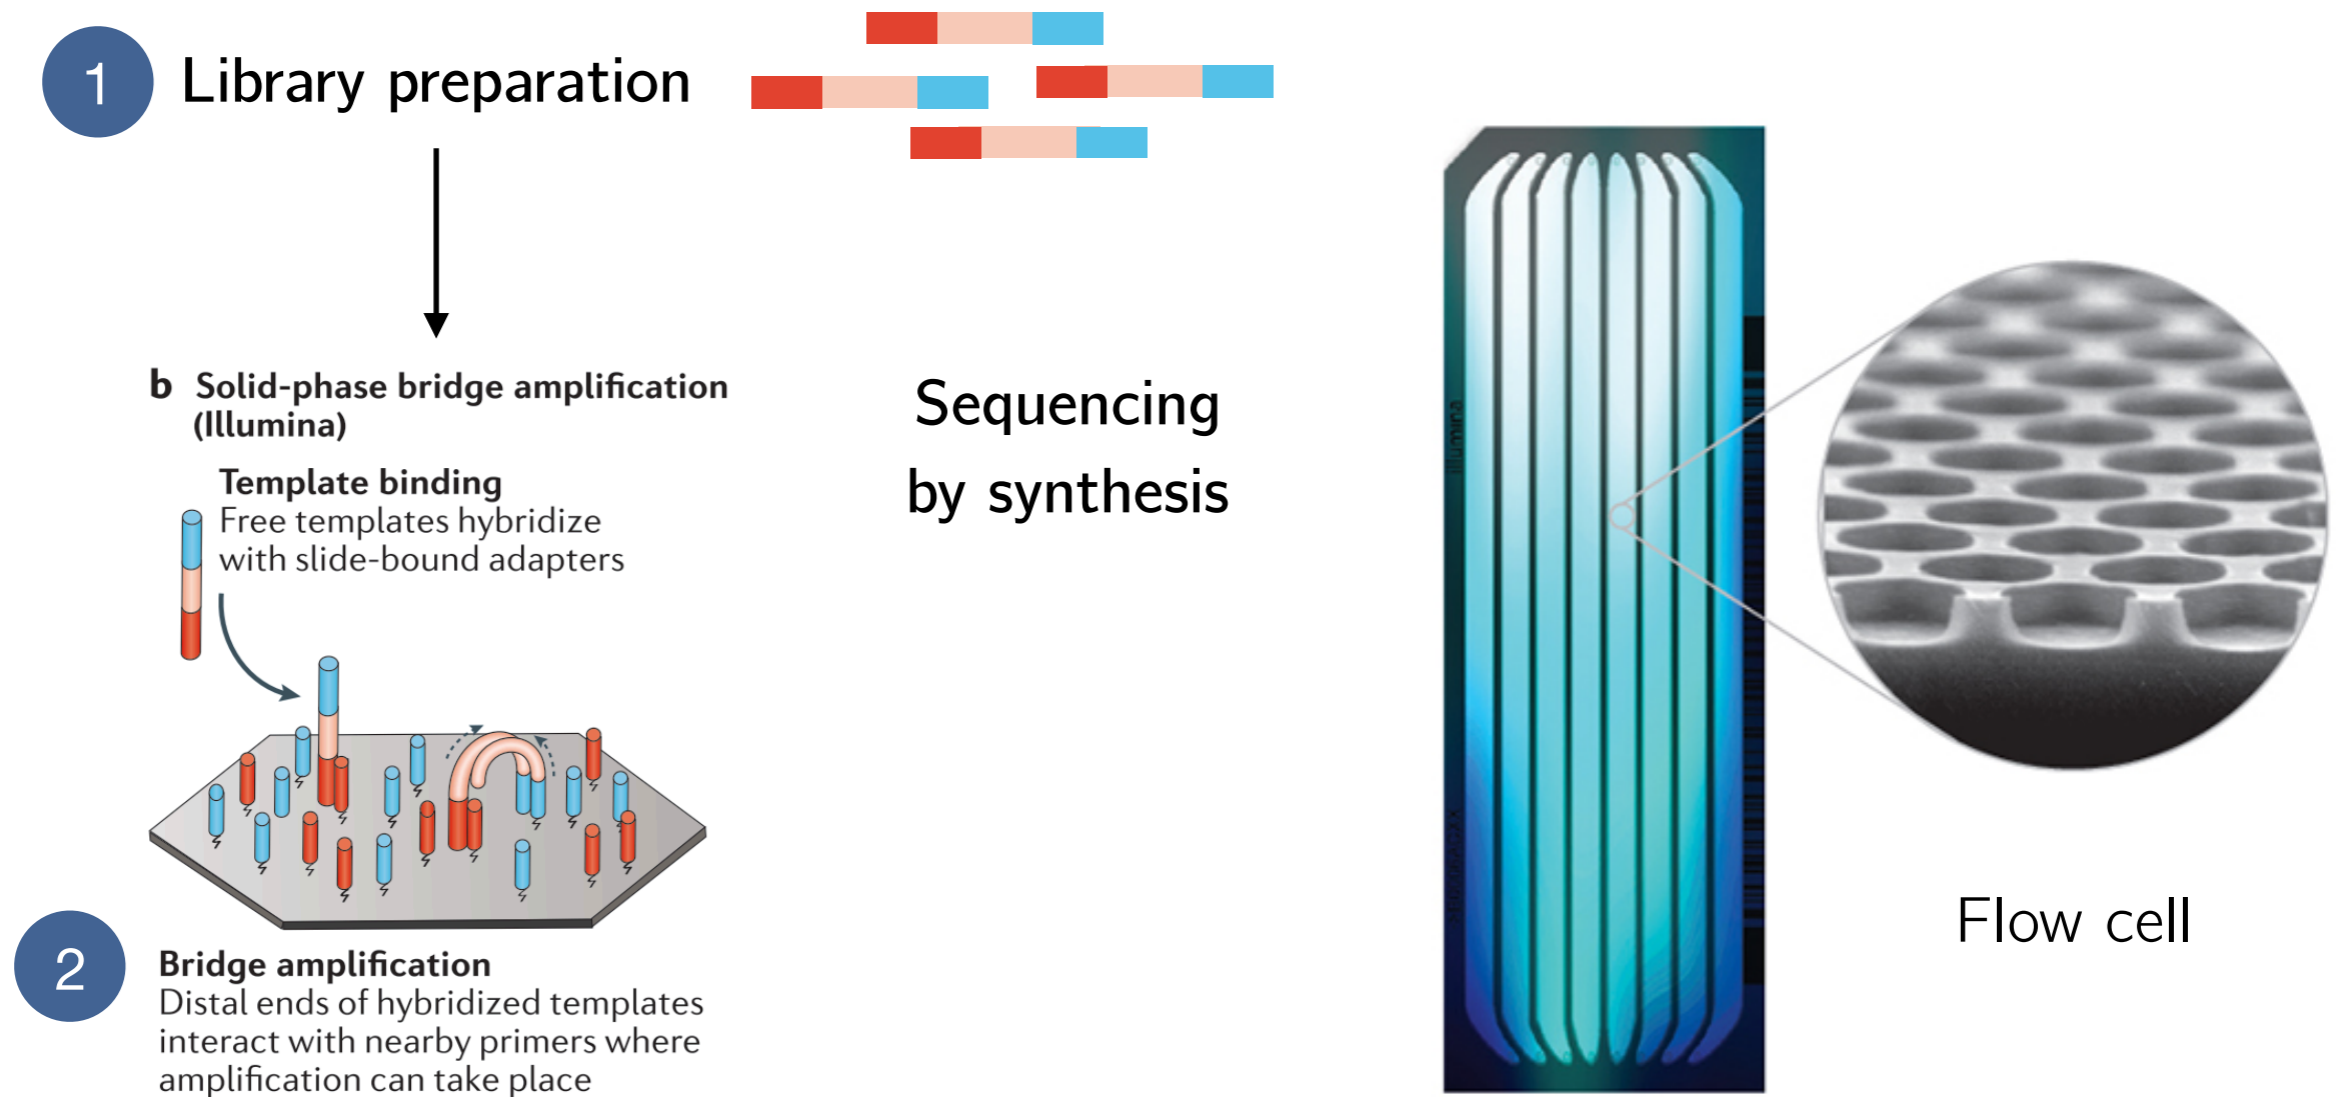 1
Library preparation
b Solid-phase bridge amplification
(Illumina)
Template binding
Free templates hybridize
with slide-bound adapters
2
Bridge amplification
Distal ends of hybridized templates
interact with nearby primers where
amplification can take place
Sequencing
by synthesis
illumina
Flow cell